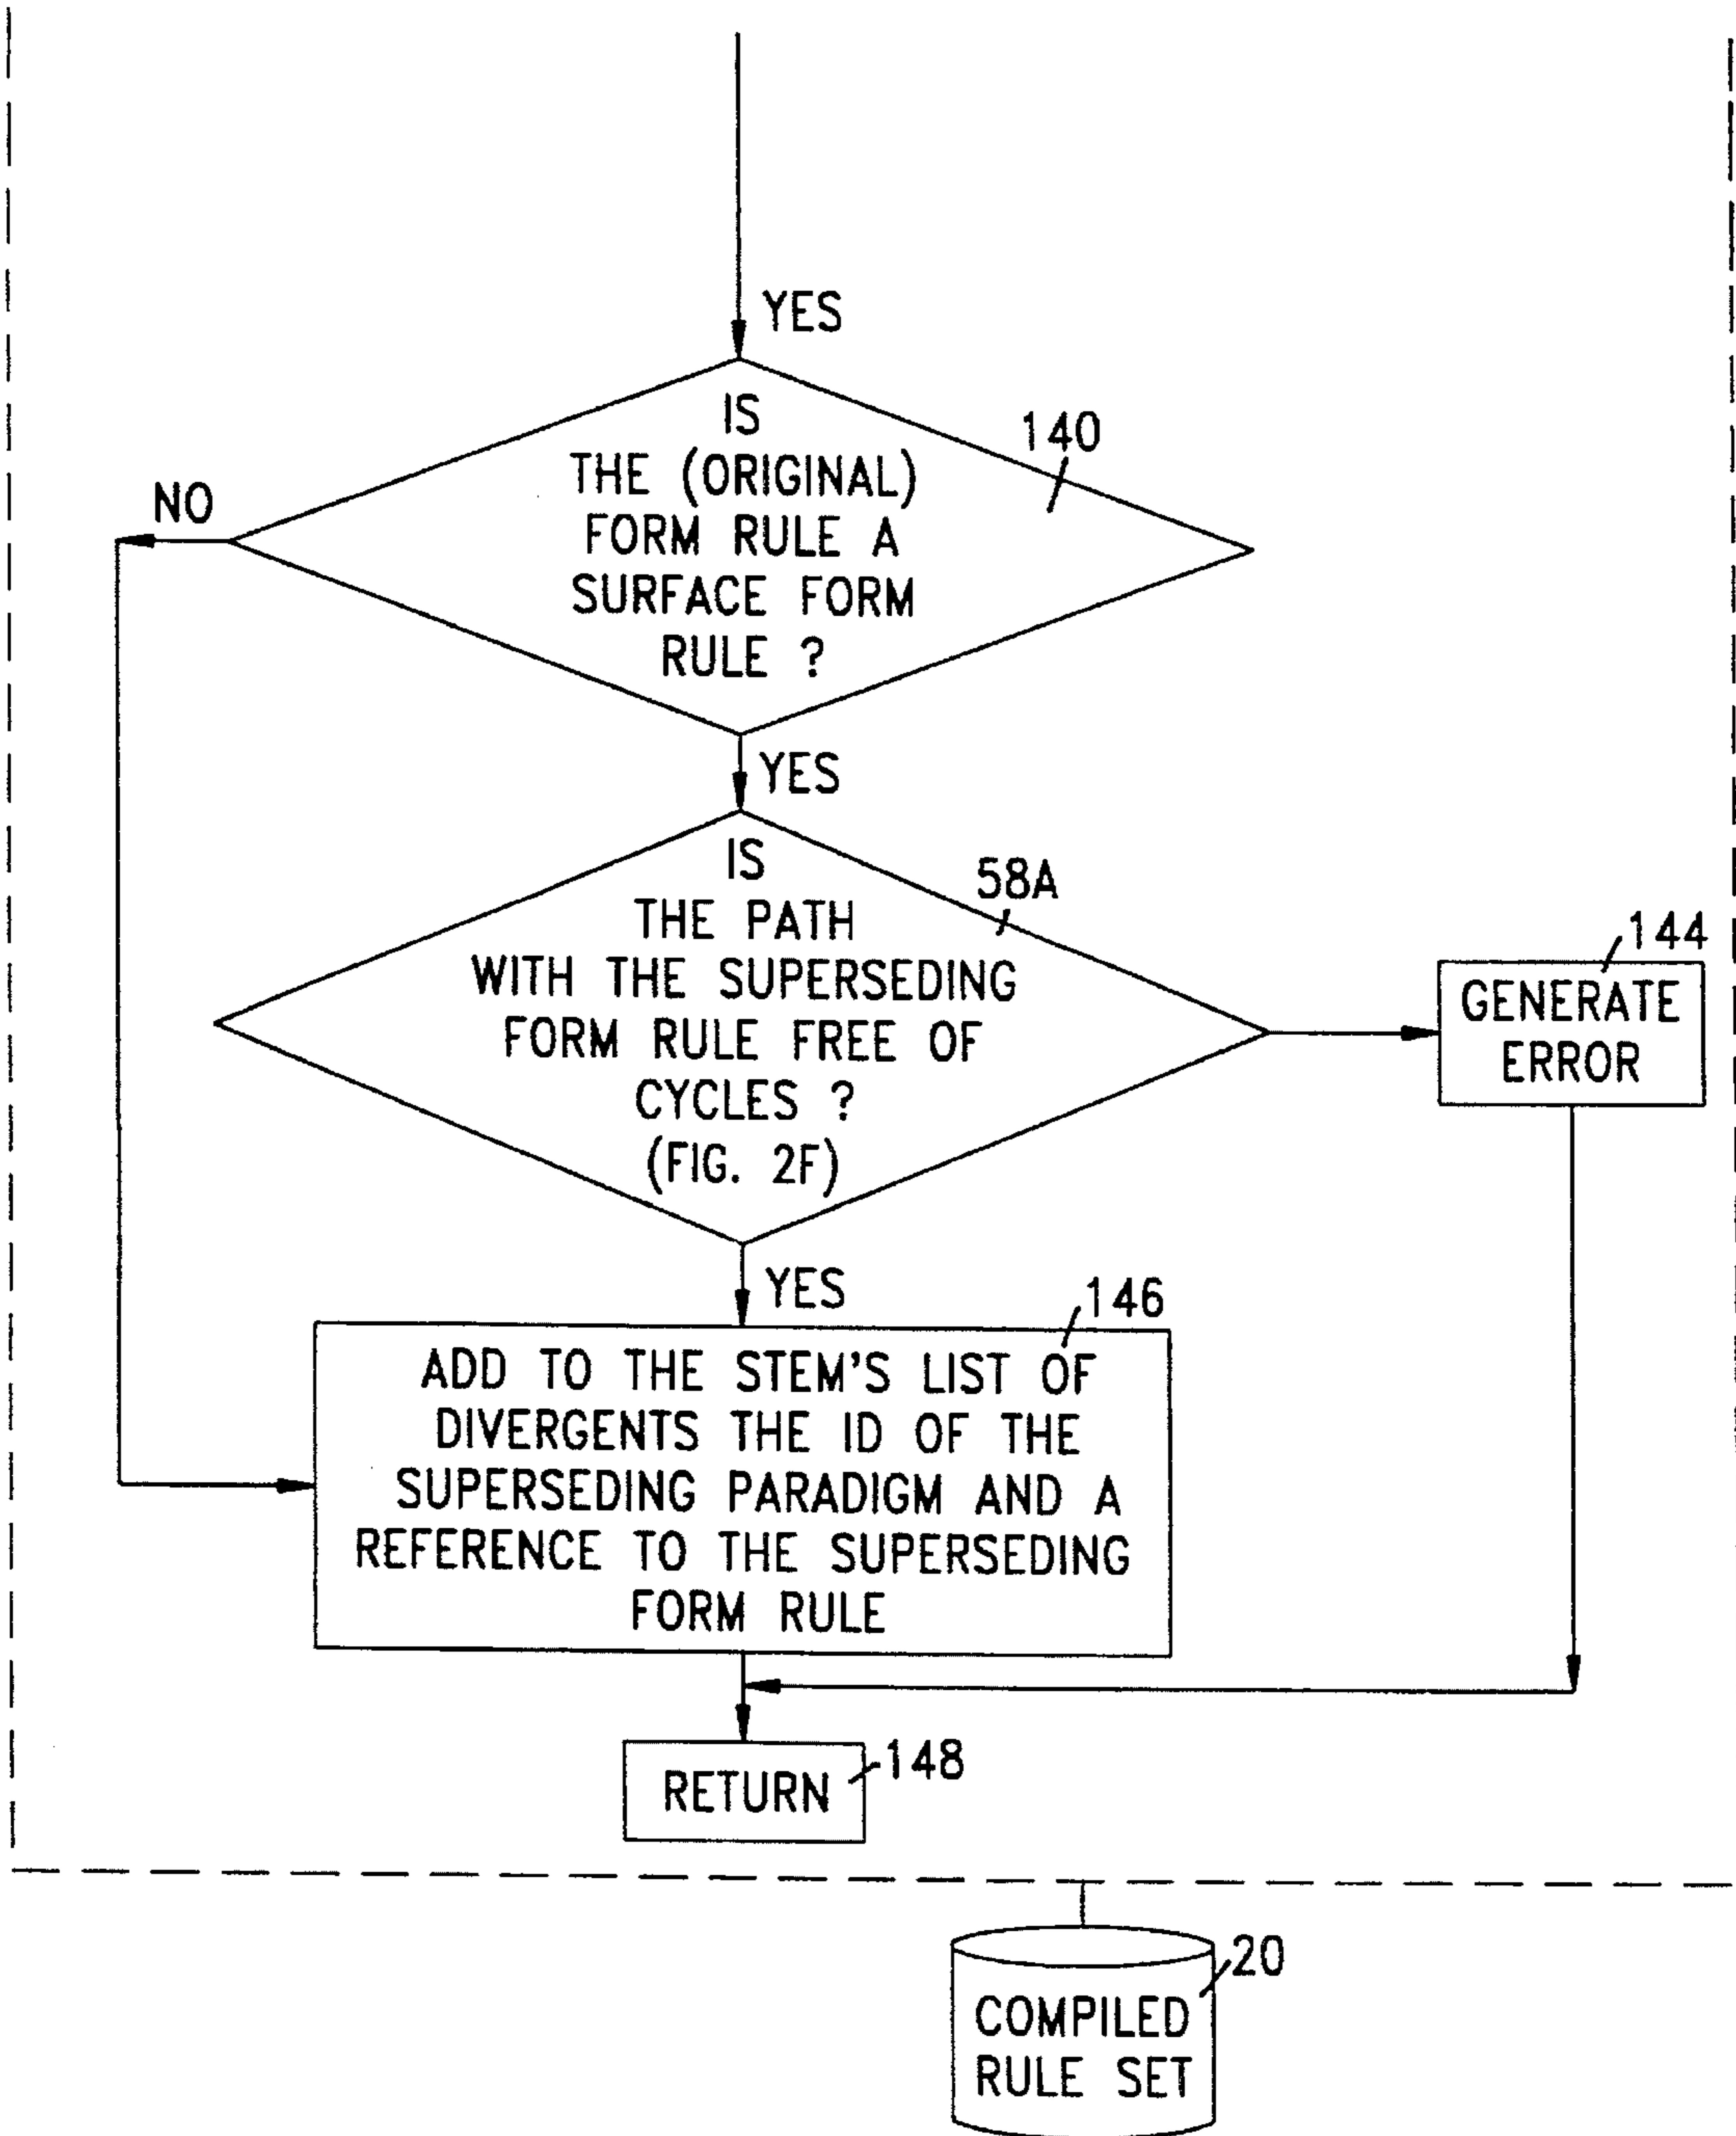 YES
IS
THE (ORIGINAL)
FORM RULE A
SURFACE FORM
RULE ?
140
NO
YES
IS
THE PATH
WITH THE SUPERSEDING
FORM RULE FREE OF
CYCLES ?
(FIG. 2F)
58A
144
GENERATE
ERROR
YES
146
ADD TO THE STEM'S LIST OF
DIVERGENTS THE ID OF THE
SUPERSEDING PARADIGM AND A
REFERENCE TO THE SUPERSEDING
FORM RULE
RETURN
148
20
COMPILED
RULE SET